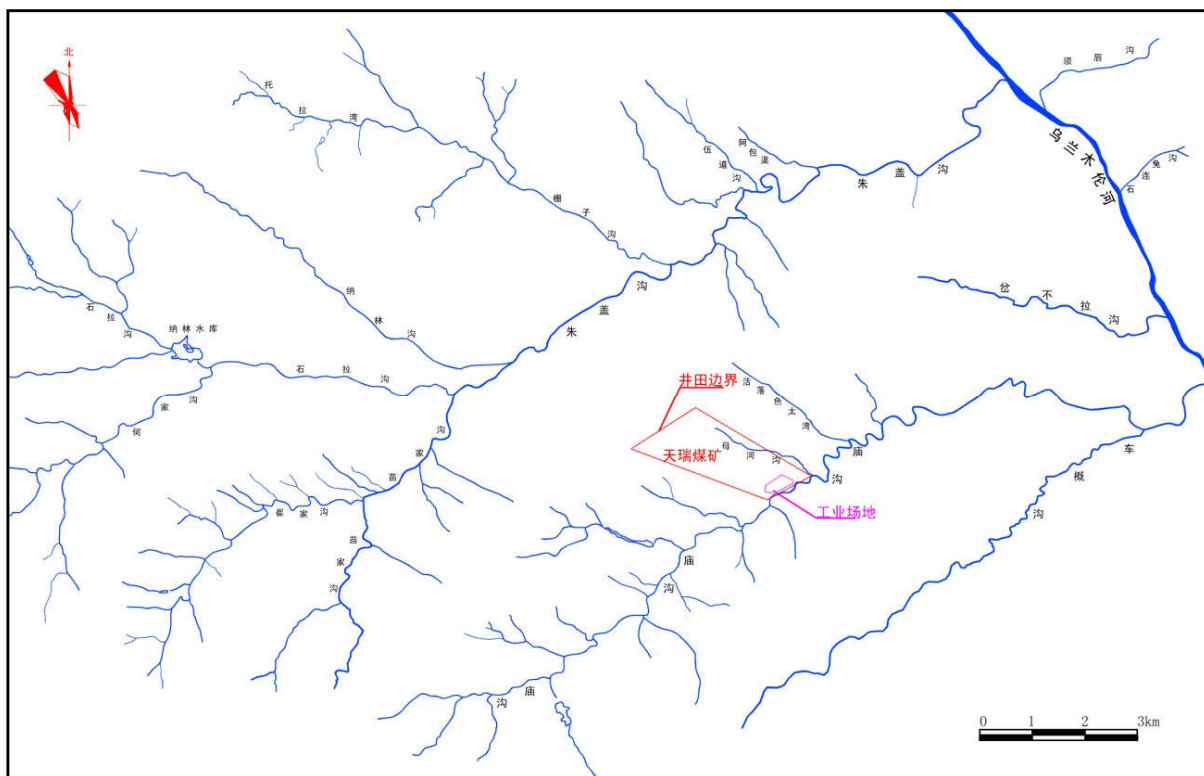 北
托拉湾
须眉沟
乌兰木伦河
石连兔沟
伍道沟
阿包渠
朱盖沟
栅子沟
岔不拉沟
纳林沟
朱盖沟
石拉沟
纳林水库
石拉沟
何家沟
井田边界
活落色太湾
母河沟
天瑞煤矿
庙沟
工业场地
车概沟
苗家沟
崔家沟
苗家沟
庙沟
庙沟
0 1 2 3km